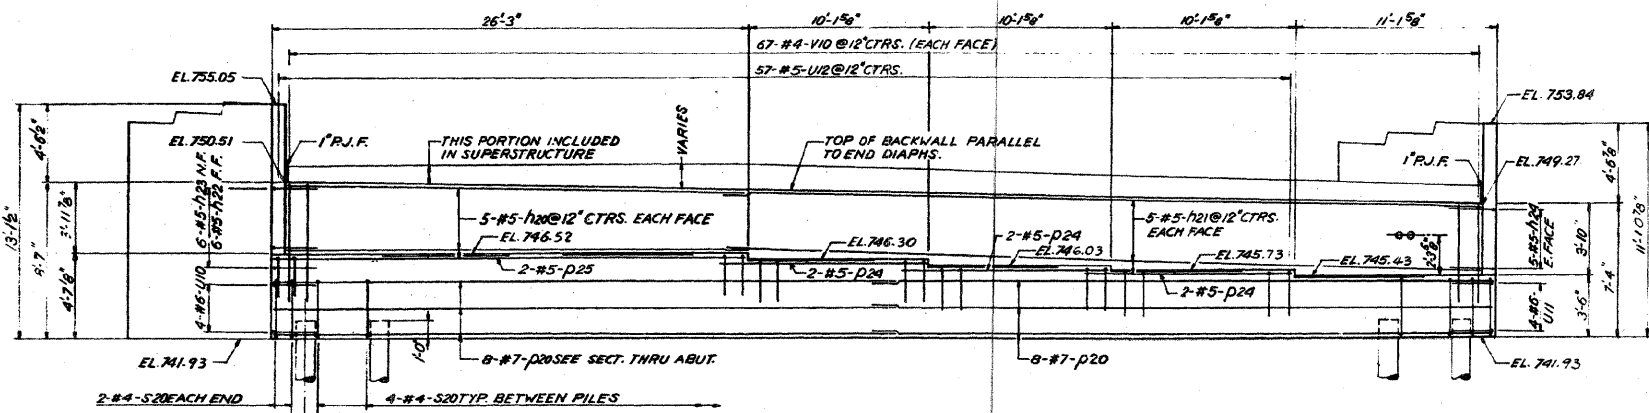 26'-3"
10'-1 5/8"
10'-1 5/8"
10'-1 5/8"
11'-1 5/8"
67-#4-V10@12"CTRS. (EACH FACE)
57-#5-U12@12"CTRS.
EL.755.05
EL. 753.84
EL.750.51
1"P.J.F.
THIS PORTION INCLUDED
IN SUPERSTRUCTURE
VARIES
TOP OF BACKWALL PARALLEL
TO END DIAPHS.
1"P.J.F.
EL.749.27
13'-1½"
4'-6½"
8'-7"
3'-11 7/8"
4'-7 1/8"
6-#5-h23 N.F.
6-#5-h22 F.F.
4-#6-U10
5-#5-h20@12"CTRS. EACH FACE
5-#5-h21@12"CTRS.
EACH FACE
EL.746.52
EL.746.30
2-#5-p24
EL.746.03
EL.745.73
EL.745.43
2-#5-p25
2-#5-p24
2-#5-p24
5-#5-h24
E.FACE
4-#6-
U11
3'-10"
3'-6"
4'-6 7/8"
7'-4"
11'-10 7/8"
1'-0"
EL.741.93
8-#7-p20 SEE SECT. THRU ABUT.
8-#7-p20
EL. 741.93
2-#4-S20 EACH END
4-#4-S20 TYP. BETWEEN PILES